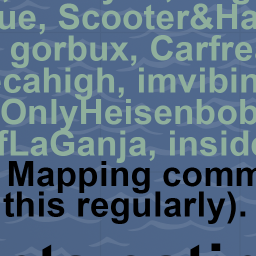 ue, Scooter&Ha
gorbux, Carfre
cahigh, imvibin
OnlyHeisenbob
fLaGanja, inside
Mapping comm
this regularly).